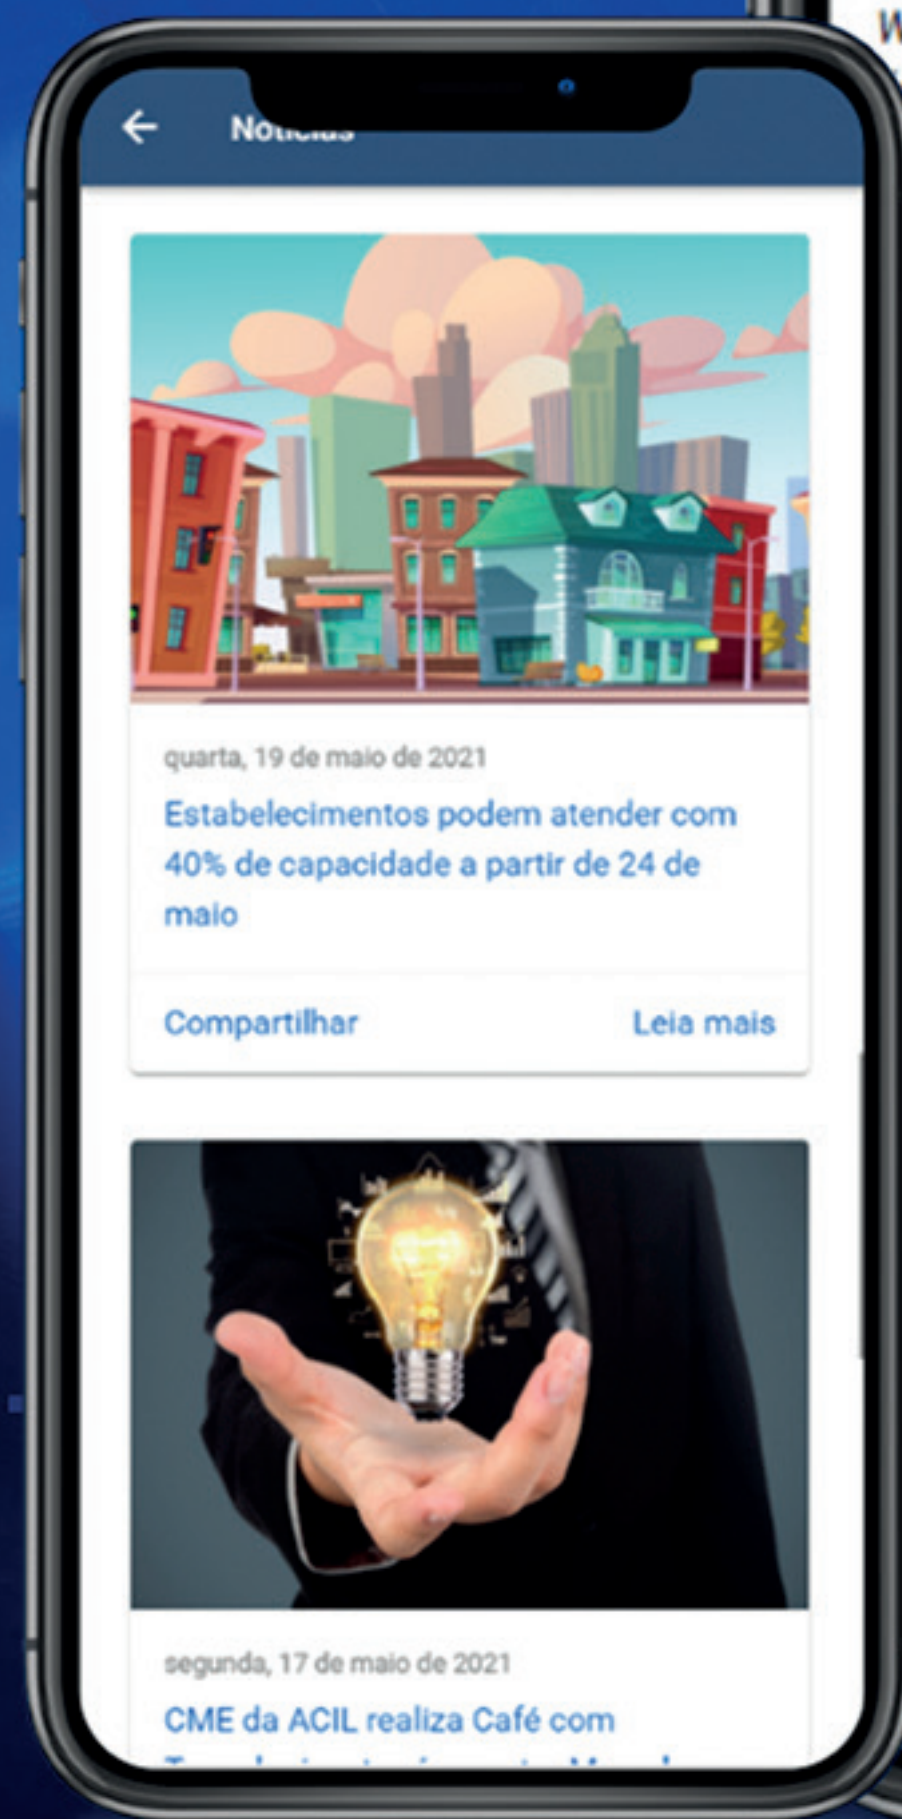 Notícias
quarta, 19 de maio de 2021
Estabelecimentos podem atender com
40% de capacidade a partir de 24 de
maio
Compartilhar
Leia mais
segunda, 17 de maio de 2021
CME da ACIL realiza Café com